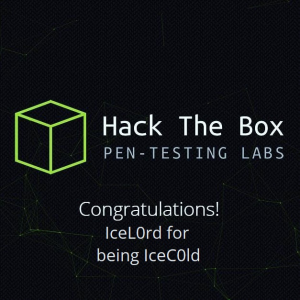 Hack The Box
PEN-TESTING LABS
Congratulations!
IceL0rd for
being IceC0ld